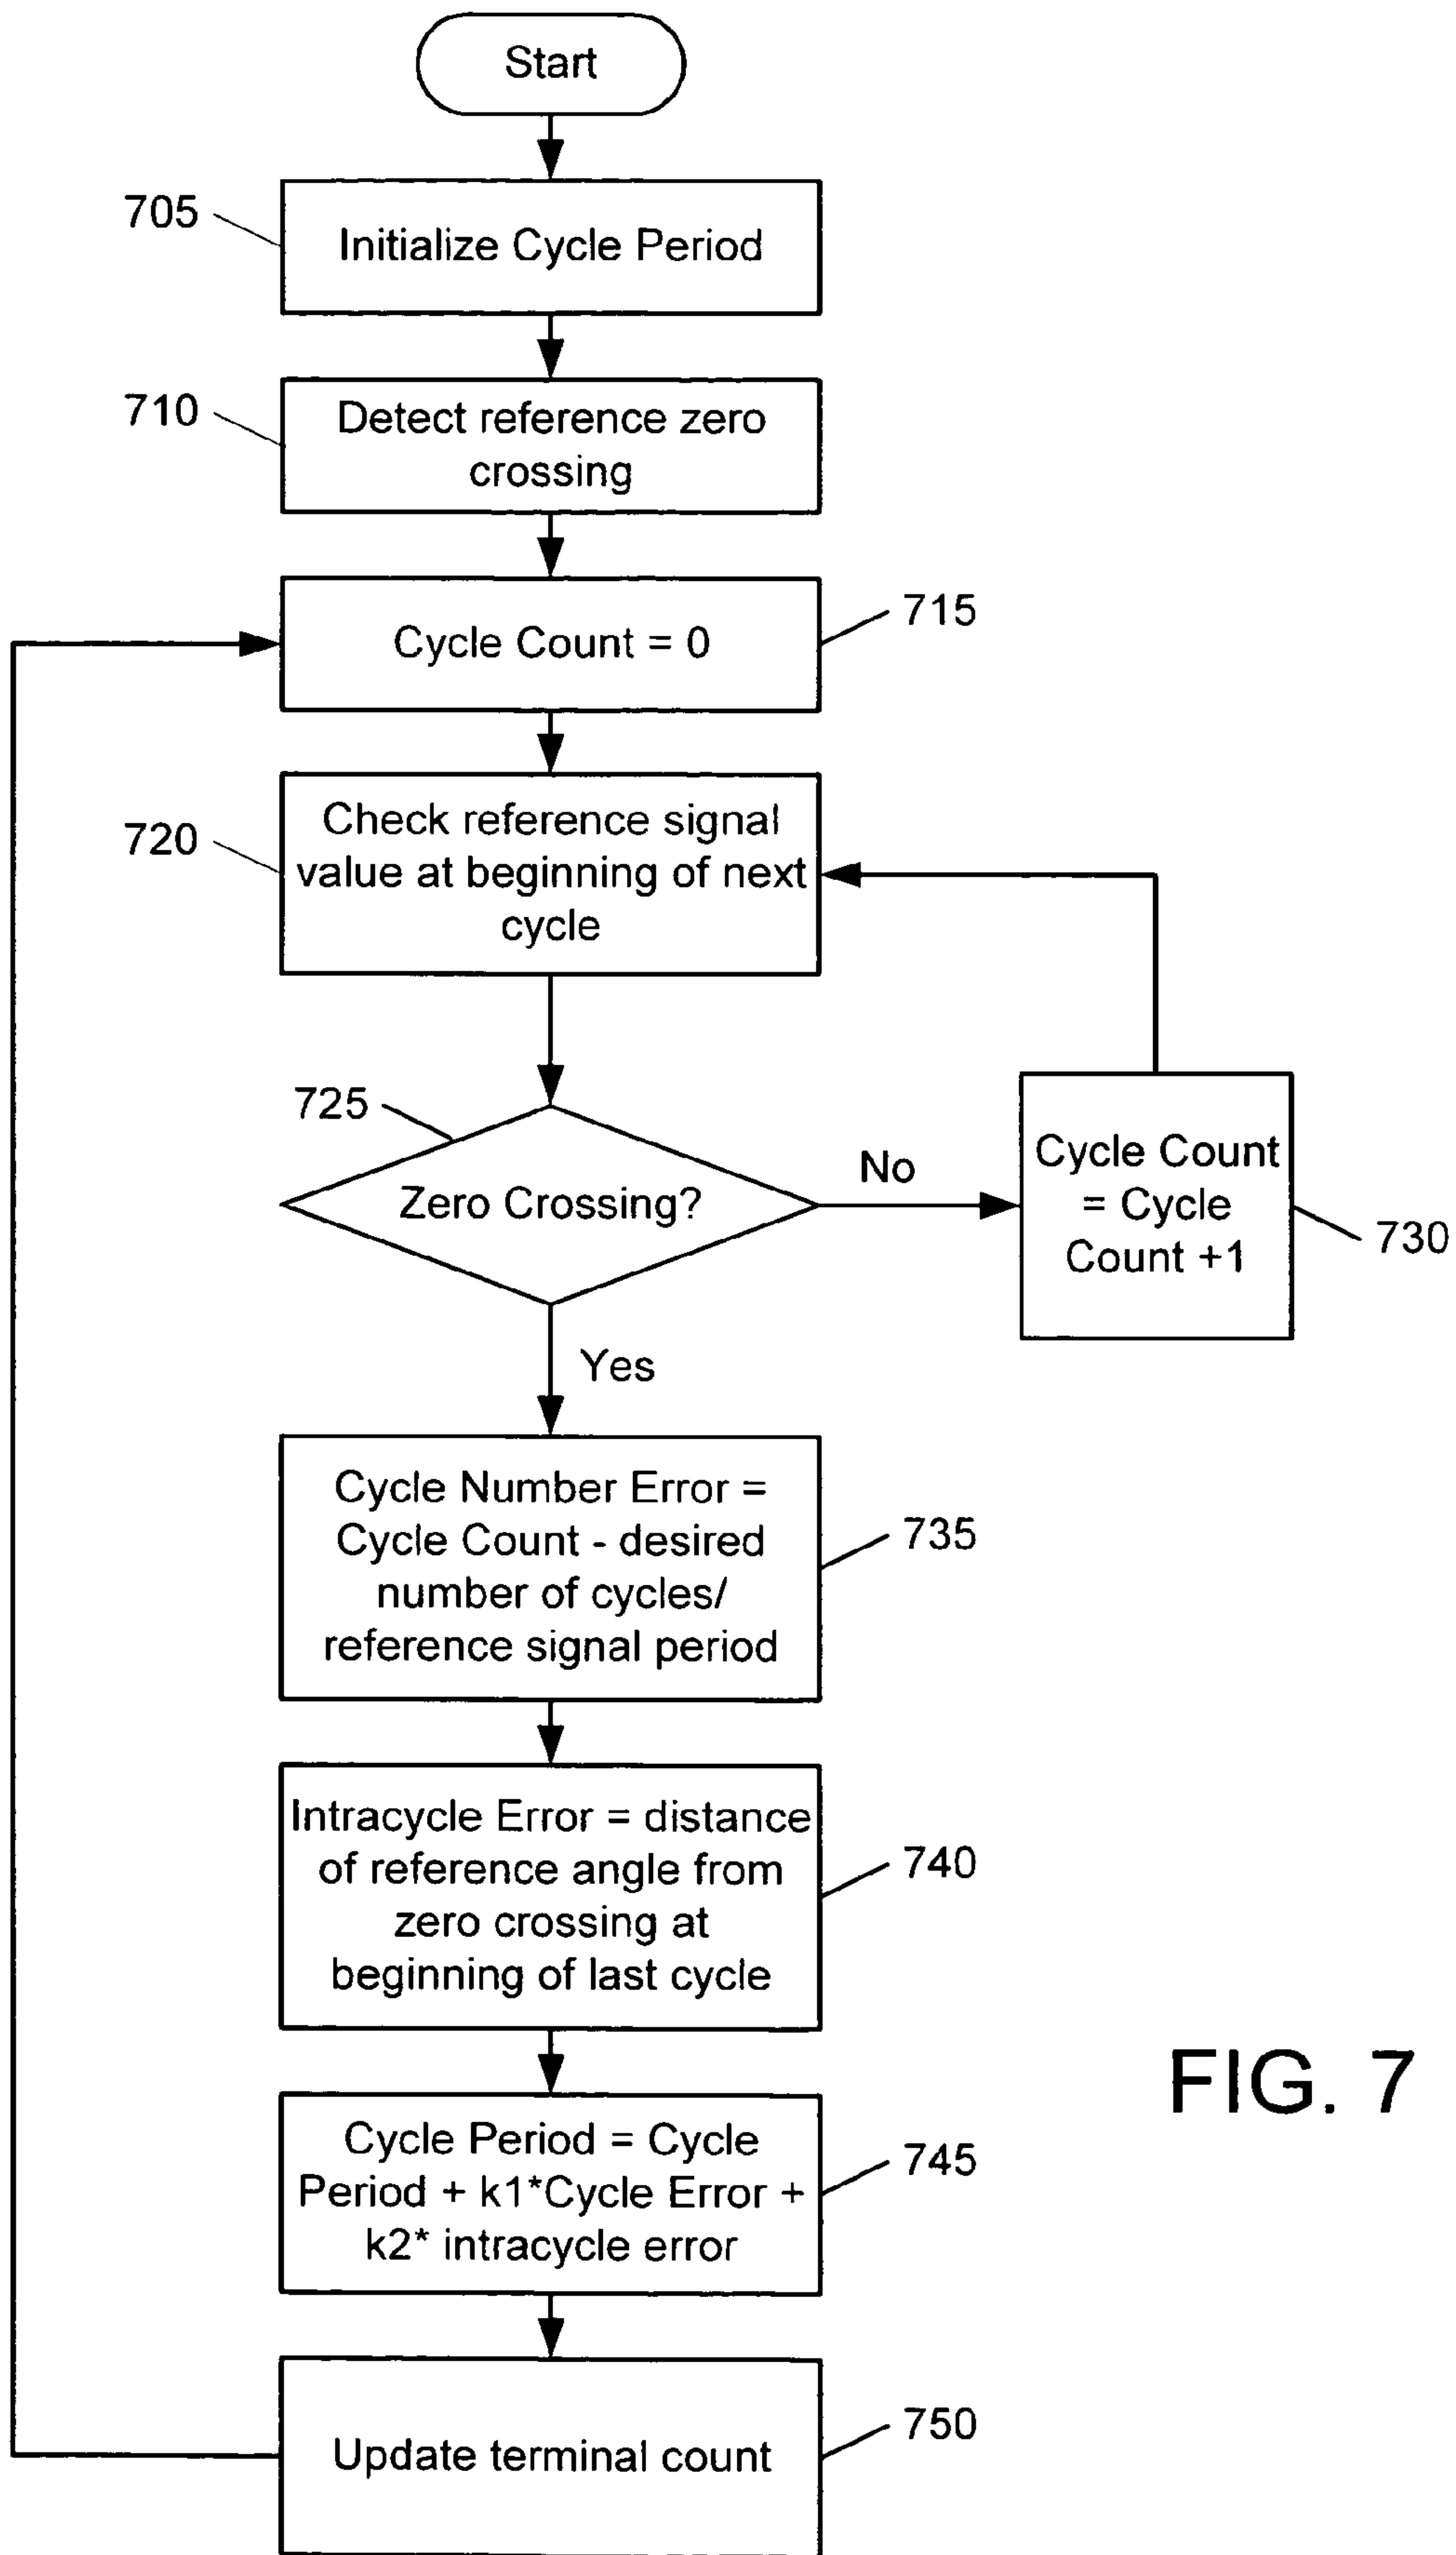 Start
705
Initialize Cycle Period
710
Detect reference zero
crossing
715
Cycle Count = 0
720
Check reference signal
value at beginning of next
cycle
725
Zero Crossing?
No
Cycle Count
= Cycle
Count +1
730
Yes
Cycle Number Error =
Cycle Count - desired
number of cycles/
reference signal period
735
Intracycle Error = distance
of reference angle from
zero crossing at
beginning of last cycle
740
Cycle Period = Cycle
Period + k1*Cycle Error +
k2* intracycle error
745
Update terminal count
750
FIG. 7